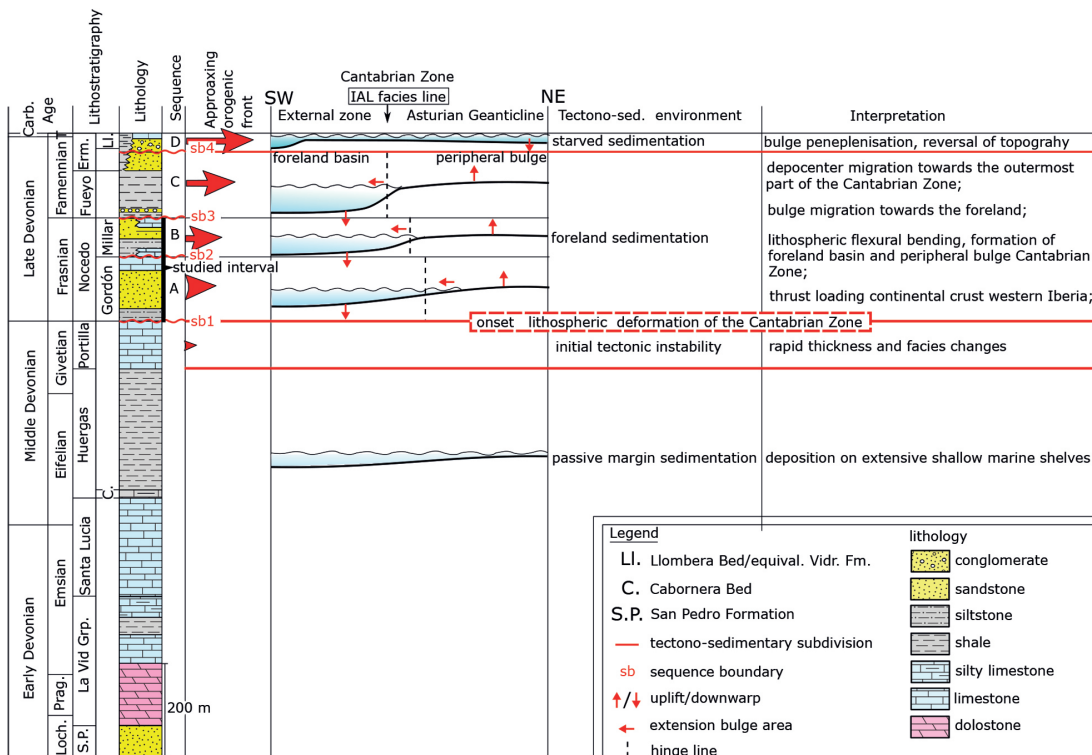 Carb.
Age
Lithostratigraphy
Lithology
Sequence
Approaxing orogenic front
Cantabrian Zone
IAL facies line
SW
NE
External zone
Asturian Geanticline
Tectono-sed. environment
Interpretation
Late Devonian
Middle Devonian
Early Devonian
T
Famennian
Frasnian
Givetian
Eifelian
Emsian
Prag.
Loch.
Ll.
Erm.
Fueyo
Millar
Nocedo
Gordón
Portilla
Huergas
C.
Santa Lucia
La Vid Grp.
S.P.
D
sb4
C
sb3
B
sb2
studied interval
A
sb1
200 m
foreland basin
peripheral bulge
starved sedimentation
bulge peneplenisation, reversal of topograhy
depocenter migration towards the outermost
part of the Cantabrian Zone;
bulge migration towards the foreland;
foreland sedimentation
lithospheric flexural bending, formation of
foreland basin and peripheral bulge Cantabrian
Zone;
thrust loading continental crust western Iberia;
onset lithospheric deformation of the Cantabrian Zone
initial tectonic instability
rapid thickness and facies changes
passive margin sedimentation
deposition on extensive shallow marine shelves
Legend
Ll. Llombera Bed/equival. Vidr. Fm.
C. Cabornera Bed
S.P. San Pedro Formation
tectono-sedimentary subdivision
sb sequence boundary
/ uplift/downwarp
extension bulge area
hinge line
lithology
conglomerate
sandstone
siltstone
shale
silty limestone
limestone
dolostone